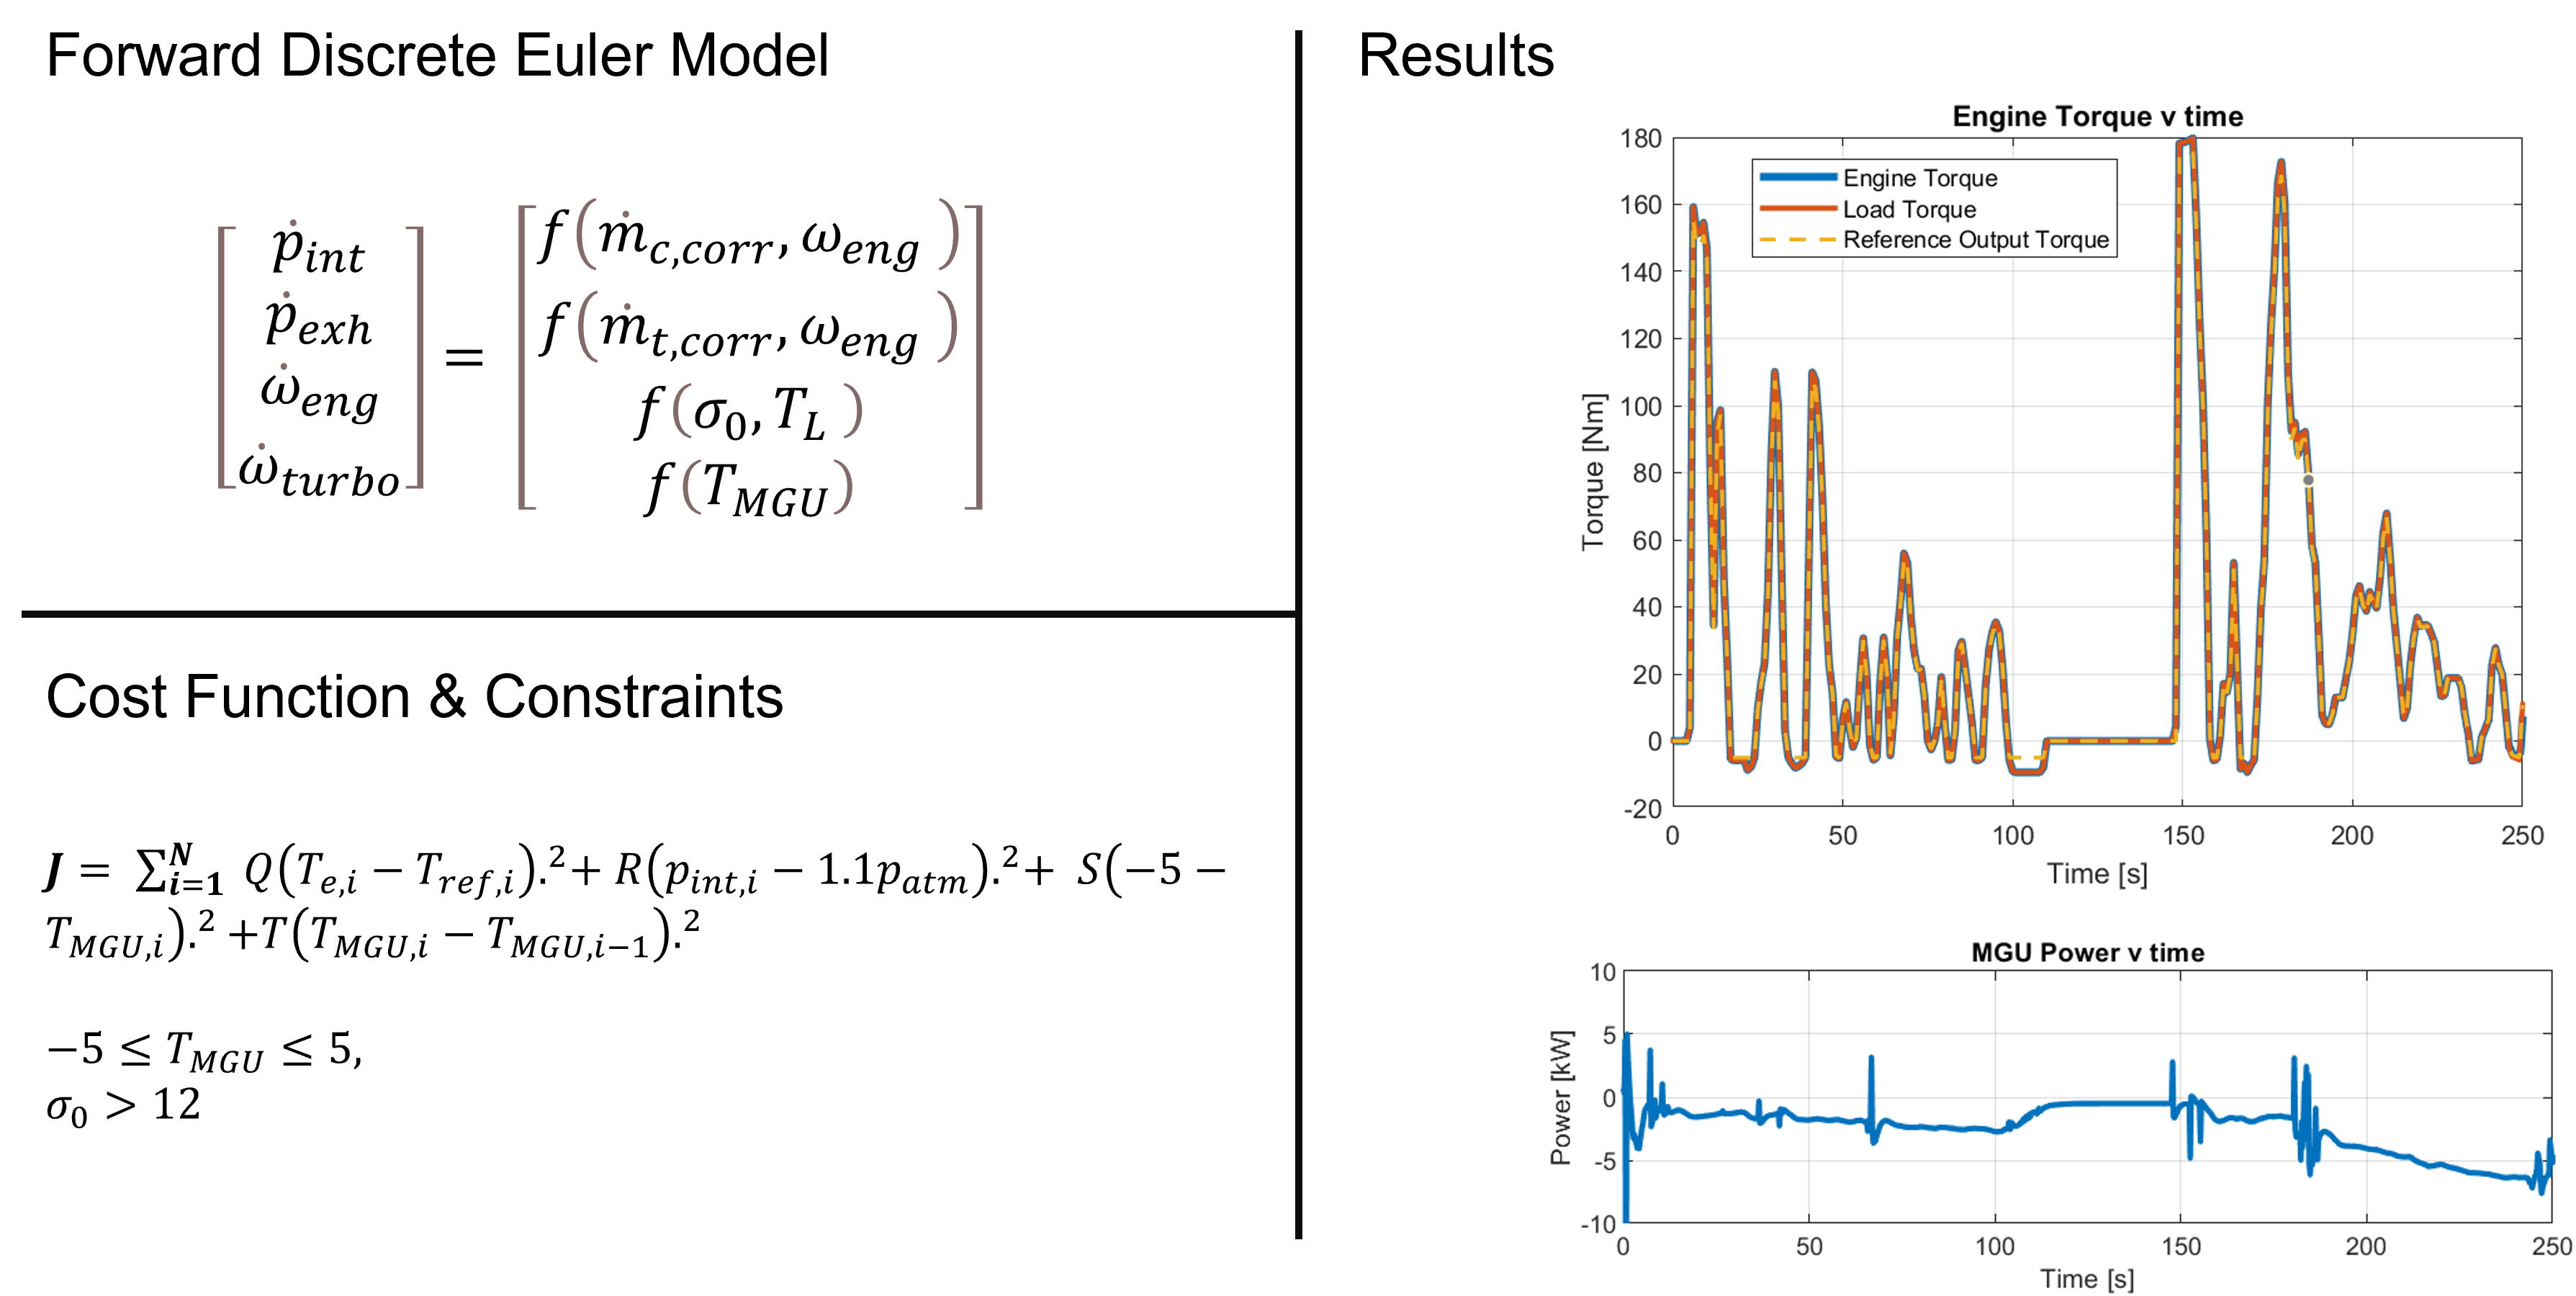 Forward Discrete Euler Model
ṗ_int
ṗ_exh
ω̇_eng
ω̇_turbo
=
f(ṁ_c,corr, ω_eng )
f(ṁ_t,corr, ω_eng )
f(σ_0, T_L )
f(T_MGU)
Cost Function & Constraints
J = ∑_{i=1}^{N} Q(T_e,i − T_ref,i).² + R(p_int,i − 1.1p_atm).² + S(−5 −
T_MGU,i).² +T(T_MGU,i − T_MGU,i−1).²
−5 ≤ T_MGU ≤ 5,
σ_0 > 12
Results
Engine Torque v time
180
160
140
120
100
80
60
40
20
0
-20
Torque [Nm]
Engine Torque
Load Torque
Reference Output Torque
0 50 100 150 200 250
Time [s]
MGU Power v time
10
5
0
-5
-10
Power [kW]
0 50 100 150 200 250
Time [s]